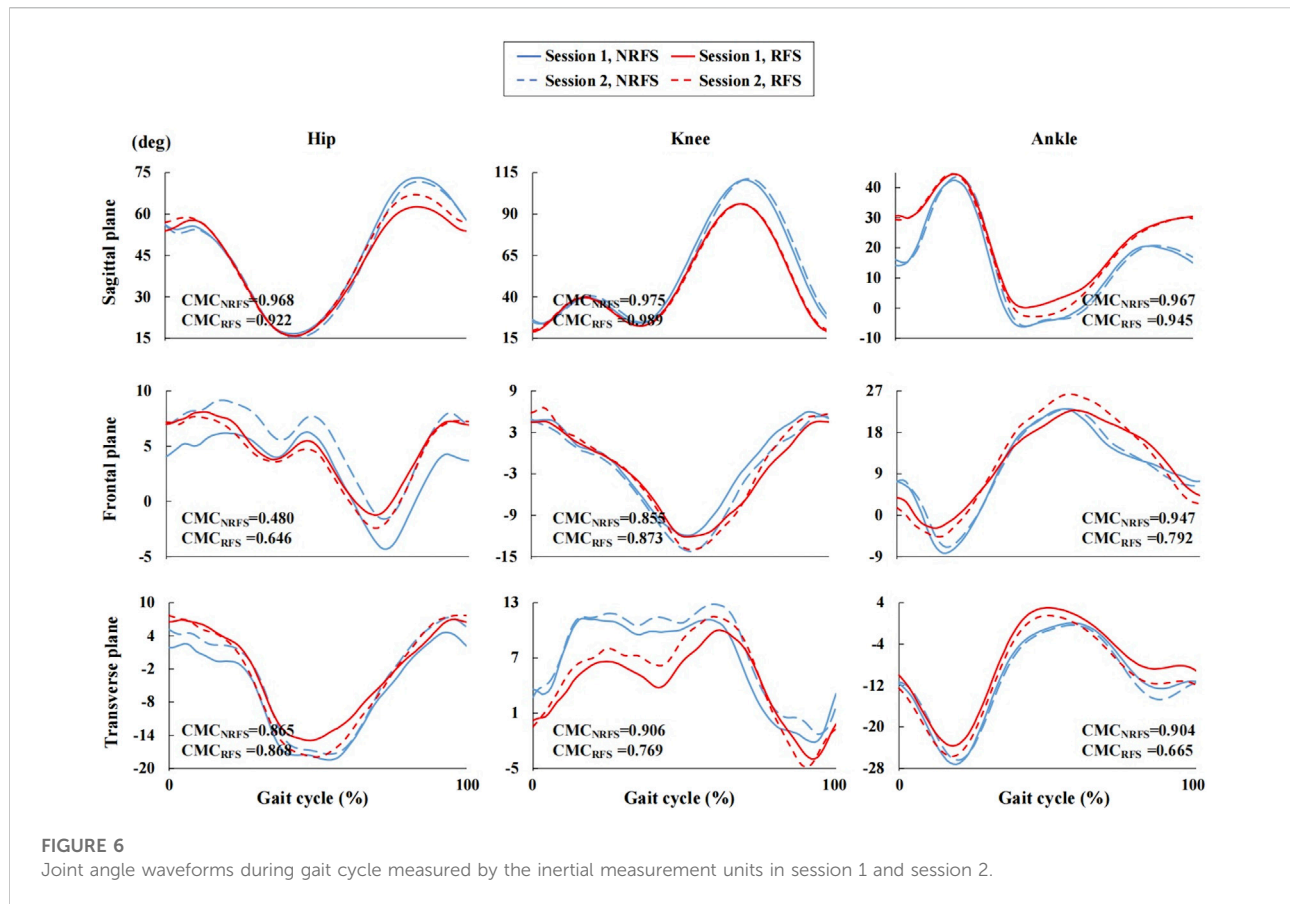 Session 1, NRFS Session 1, RFS
Session 2, NRFS Session 2, RFS
(deg) Hip Knee Ankle
Sagittal plane
75
60
45
30
15
CMCNRFS=0.968
CMCRFS =0.922
115
90
65
40
15
CMCNRFS=0.975
CMCRFS =0.989
40
30
20
10
0
-10
CMCNRFS=0.967
CMCRFS =0.945
Frontal plane
10
5
0
-5
CMCNRFS=0.480
CMCRFS =0.646
9
3
-3
-9
-15
CMCNRFS=0.855
CMCRFS =0.873
27
18
9
0
-9
CMCNRFS=0.947
CMCRFS =0.792
Transverse plane
10
4
-2
-8
-14
-20
CMCNRFS=0.865
CMCRFS =0.868
0 100
Gait cycle (%)
13
7
1
-5
CMCNRFS=0.906
CMCRFS =0.769
0 100
Gait cycle (%)
4
-4
-12
-20
-28
CMCNRFS=0.904
CMCRFS =0.665
0 100
Gait cycle (%)
FIGURE 6
Joint angle waveforms during gait cycle measured by the inertial measurement units in session 1 and session 2.